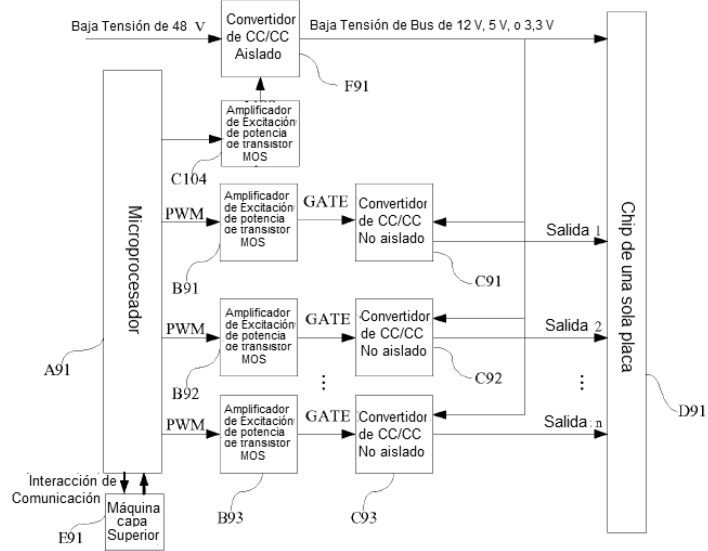 Baja Tensión de 48 V
Convertidor
de CC/CC
Aislado
Baja Tensión de Bus de 12 V, 5 V, o 3,3 V
F91
Amplificador
de Excitación
de potencia
de transistor
MOS
C104
Microprocesador
PWM
Amplificador
de Excitación
de potencia
de transistor
MOS
GATE
Convertidor
de CC/CC
No aislado
Salida 1
B91
C91
Chip de una sola placa
PWM
Amplificador
de Excitación
de potencia
de transistor
MOS
GATE
Convertidor
de CC/CC
No aislado
Salida 2
A91
B92
C92
...
...
D91
PWM
Amplificador
de Excitación
de potencia
de transistor
MOS
GATE
Convertidor
de CC/CC
No aislado
Salida n
B93
C93
Interacción de
Comunicación
Máquina
capa
Superior
E91